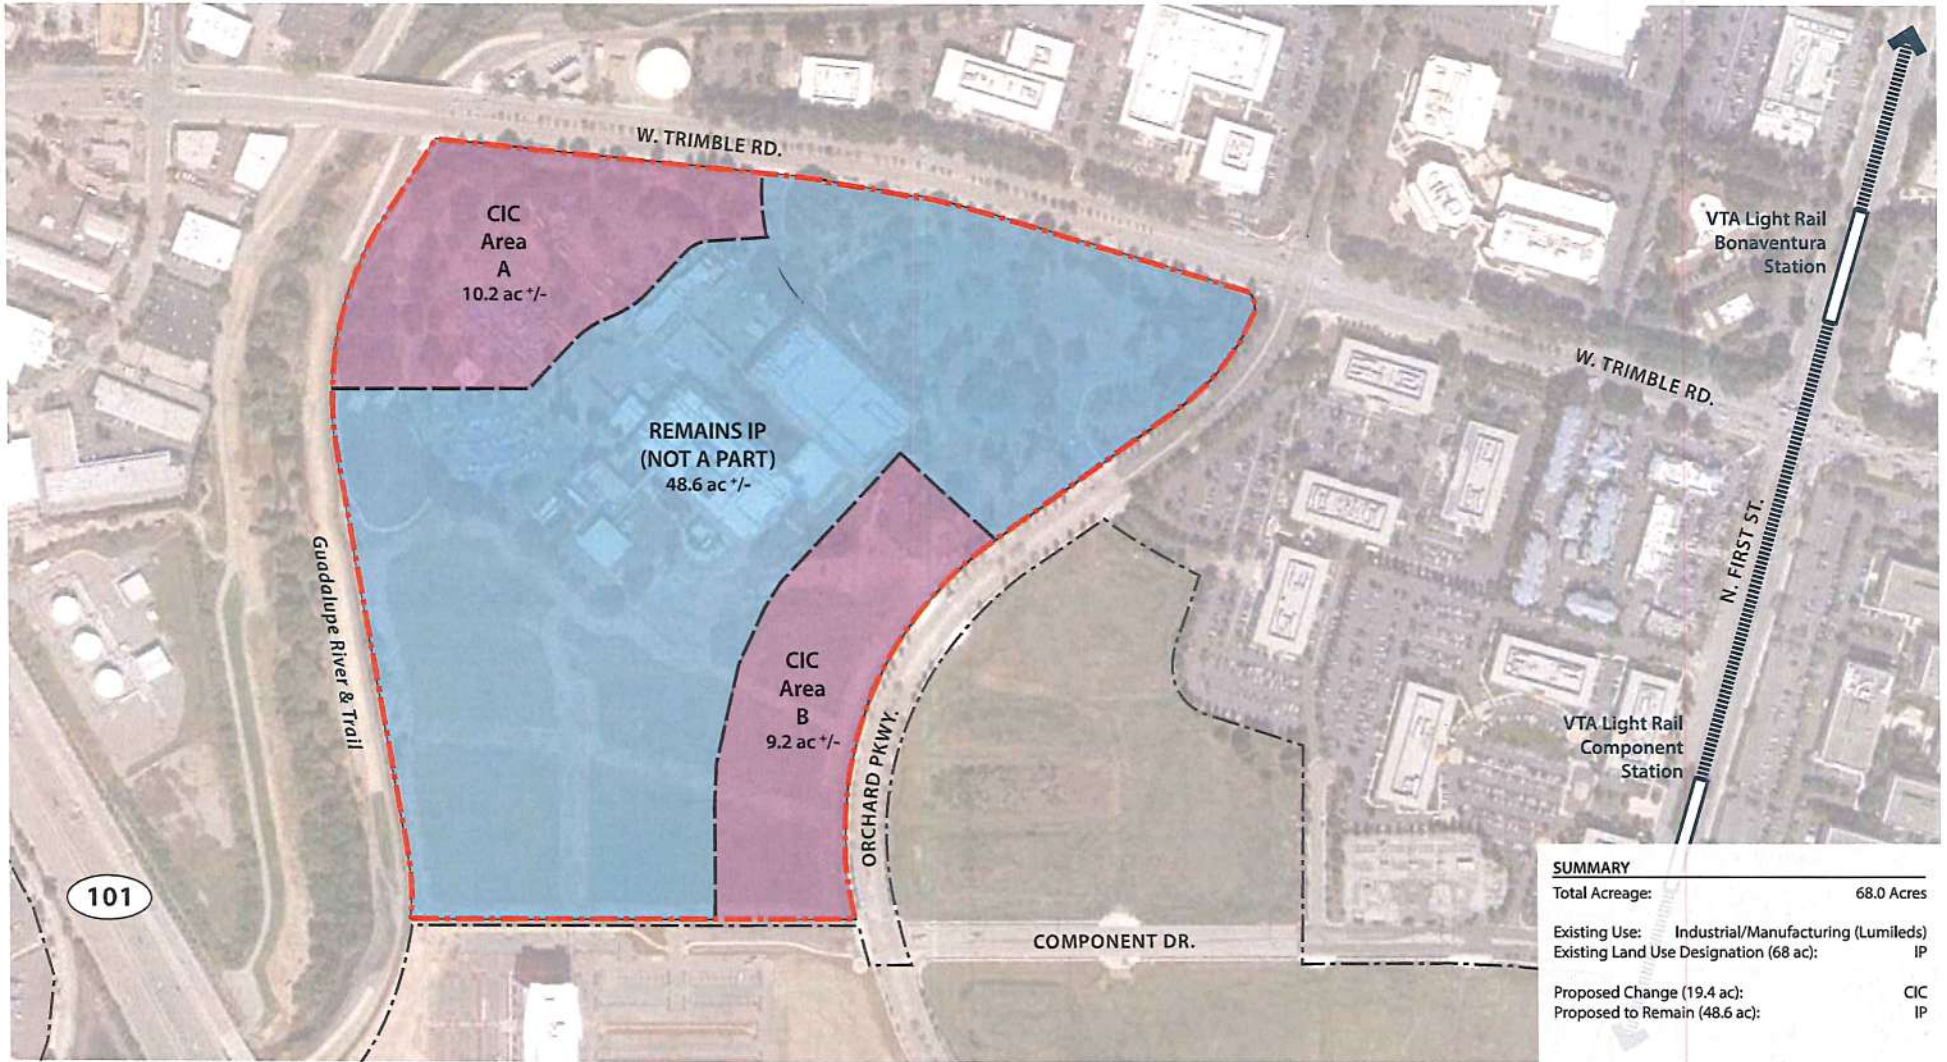 W. TRIMBLE RD.
CIC
Area
A
10.2 ac +/-
VTA Light Rail
Bonaventura
Station
W. TRIMBLE RD.
REMAINS IP
(NOT A PART)
48.6 ac +/-
N. FIRST ST.
Guadalupe River & Trail
CIC
Area
B
9.2 ac +/-
ORCHARD PKWY.
VTA Light Rail
Component
Station
101
COMPONENT DR.
SUMMARY
Total Acreage: 68.0 Acres
Existing Use: Industrial/Manufacturing (Lumileds)
Existing Land Use Designation (68 ac): IP
Proposed Change (19.4 ac): CIC
Proposed to Remain (48.6 ac): IP